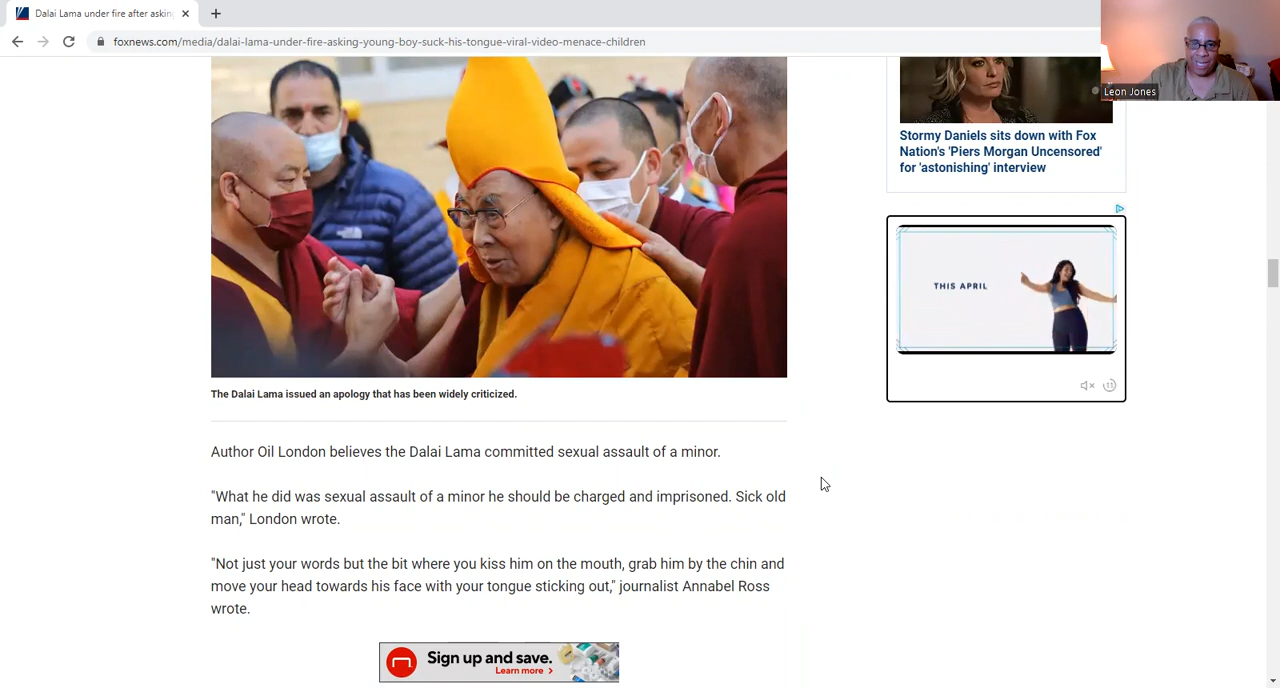 Dalai Lama under fire after askin
foxnews.com/media/dalai-lama-under-fire-asking-young-boy-suck-his-tongue-viral-video-menace-children
Leon Jones
Stormy Daniels sits down with Fox
Nation's 'Piers Morgan Uncensored'
for 'astonishing' interview
THIS APRIL
11
The Dalai Lama issued an apology that has been widely criticized.
Author Oil London believes the Dalai Lama committed sexual assault of a minor.
"What he did was sexual assault of a minor he should be charged and imprisoned. Sick old
man," London wrote.
"Not just your words but the bit where you kiss him on the mouth, grab him by the chin and
move your head towards his face with your tongue sticking out," journalist Annabel Ross
wrote.
Sign up and save.
Learn more >